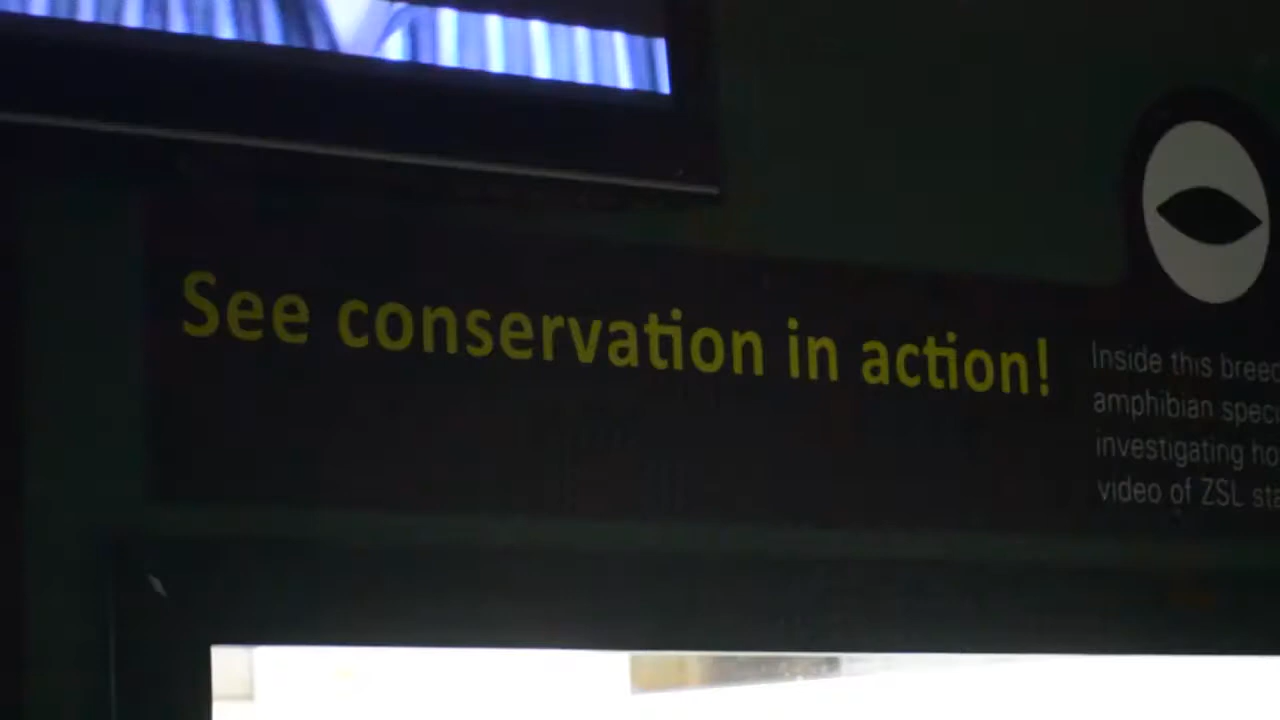 See conservation in action!
Inside this breed
amphibian speci
investigating ho
video of ZSL sta